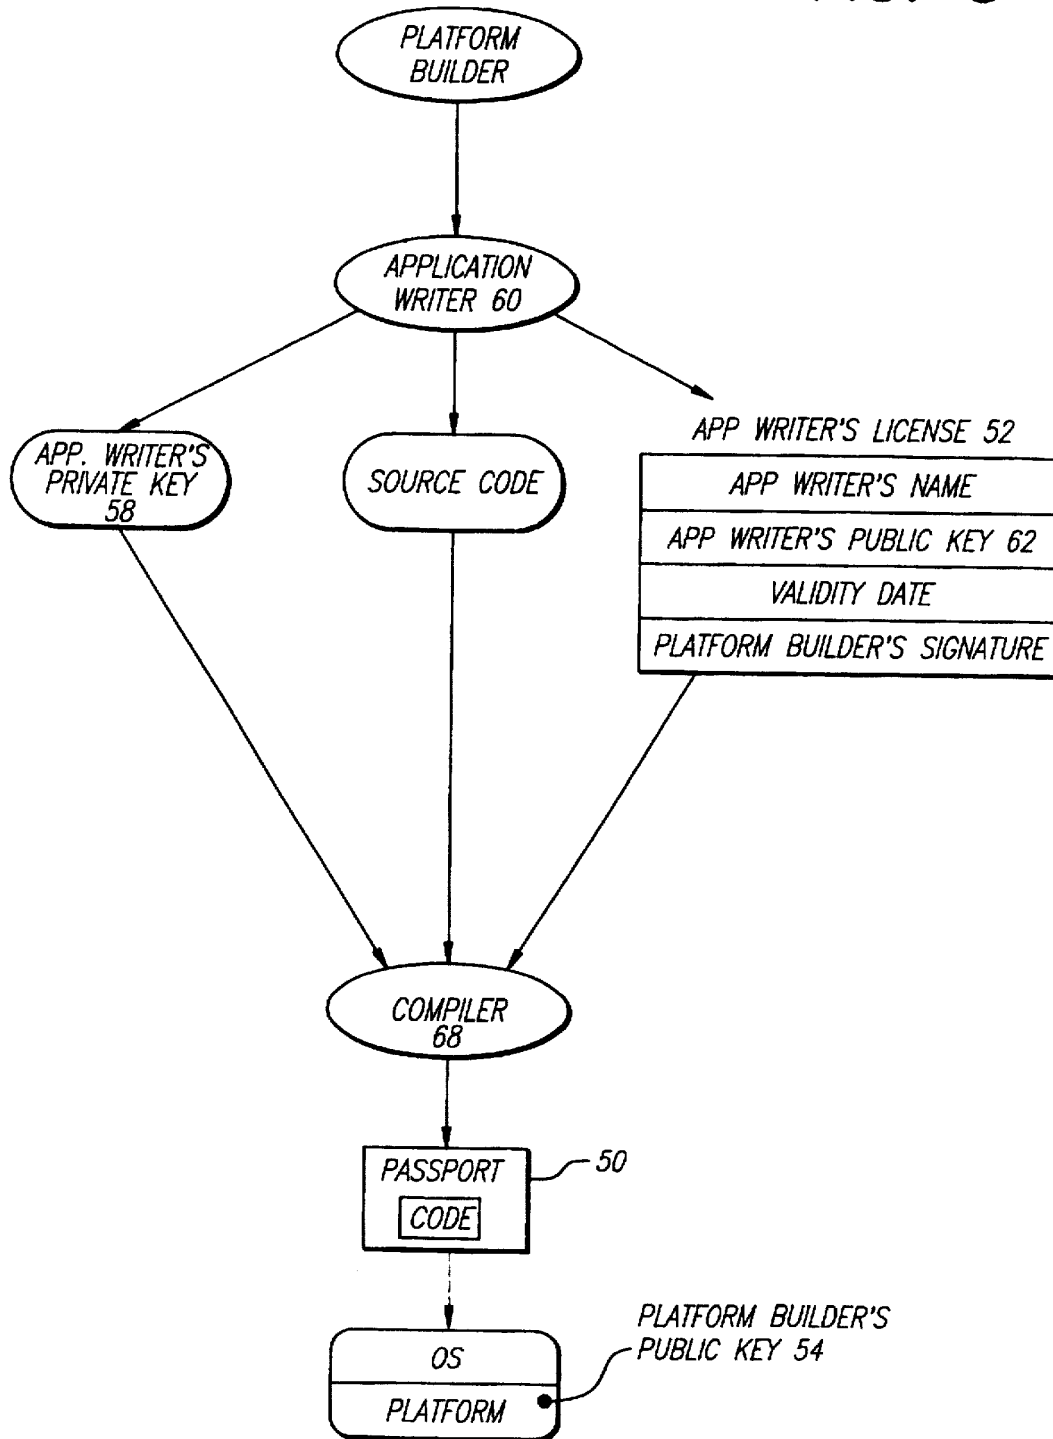 PLATFORM
BUILDER
APPLICATION
WRITER 60
APP. WRITER'S
PRIVATE KEY
58
SOURCE CODE
APP WRITER'S LICENSE 52
APP WRITER'S NAME
APP WRITER'S PUBLIC KEY 62
VALIDITY DATE
PLATFORM BUILDER'S SIGNATURE
COMPILER
68
PASSPORT
CODE
50
OS
PLATFORM
PLATFORM BUILDER'S
PUBLIC KEY 54